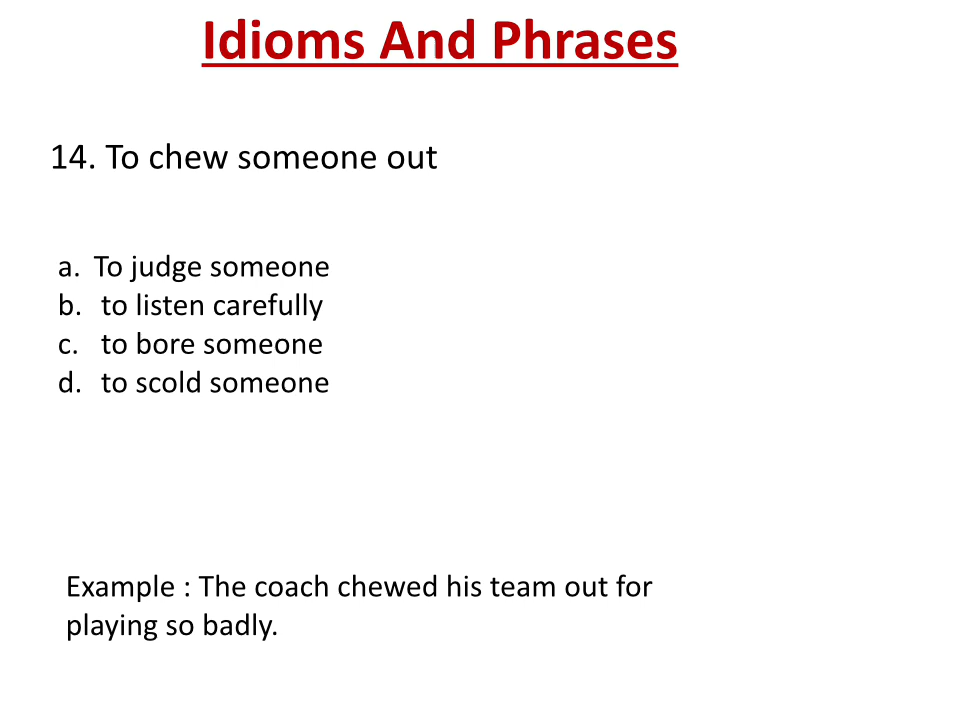 Idioms And Phrases
14. To chew someone out
a. To judge someone
b. to listen carefully
c. to bore someone
d. to scold someone
Example : The coach chewed his team out for
playing so badly.